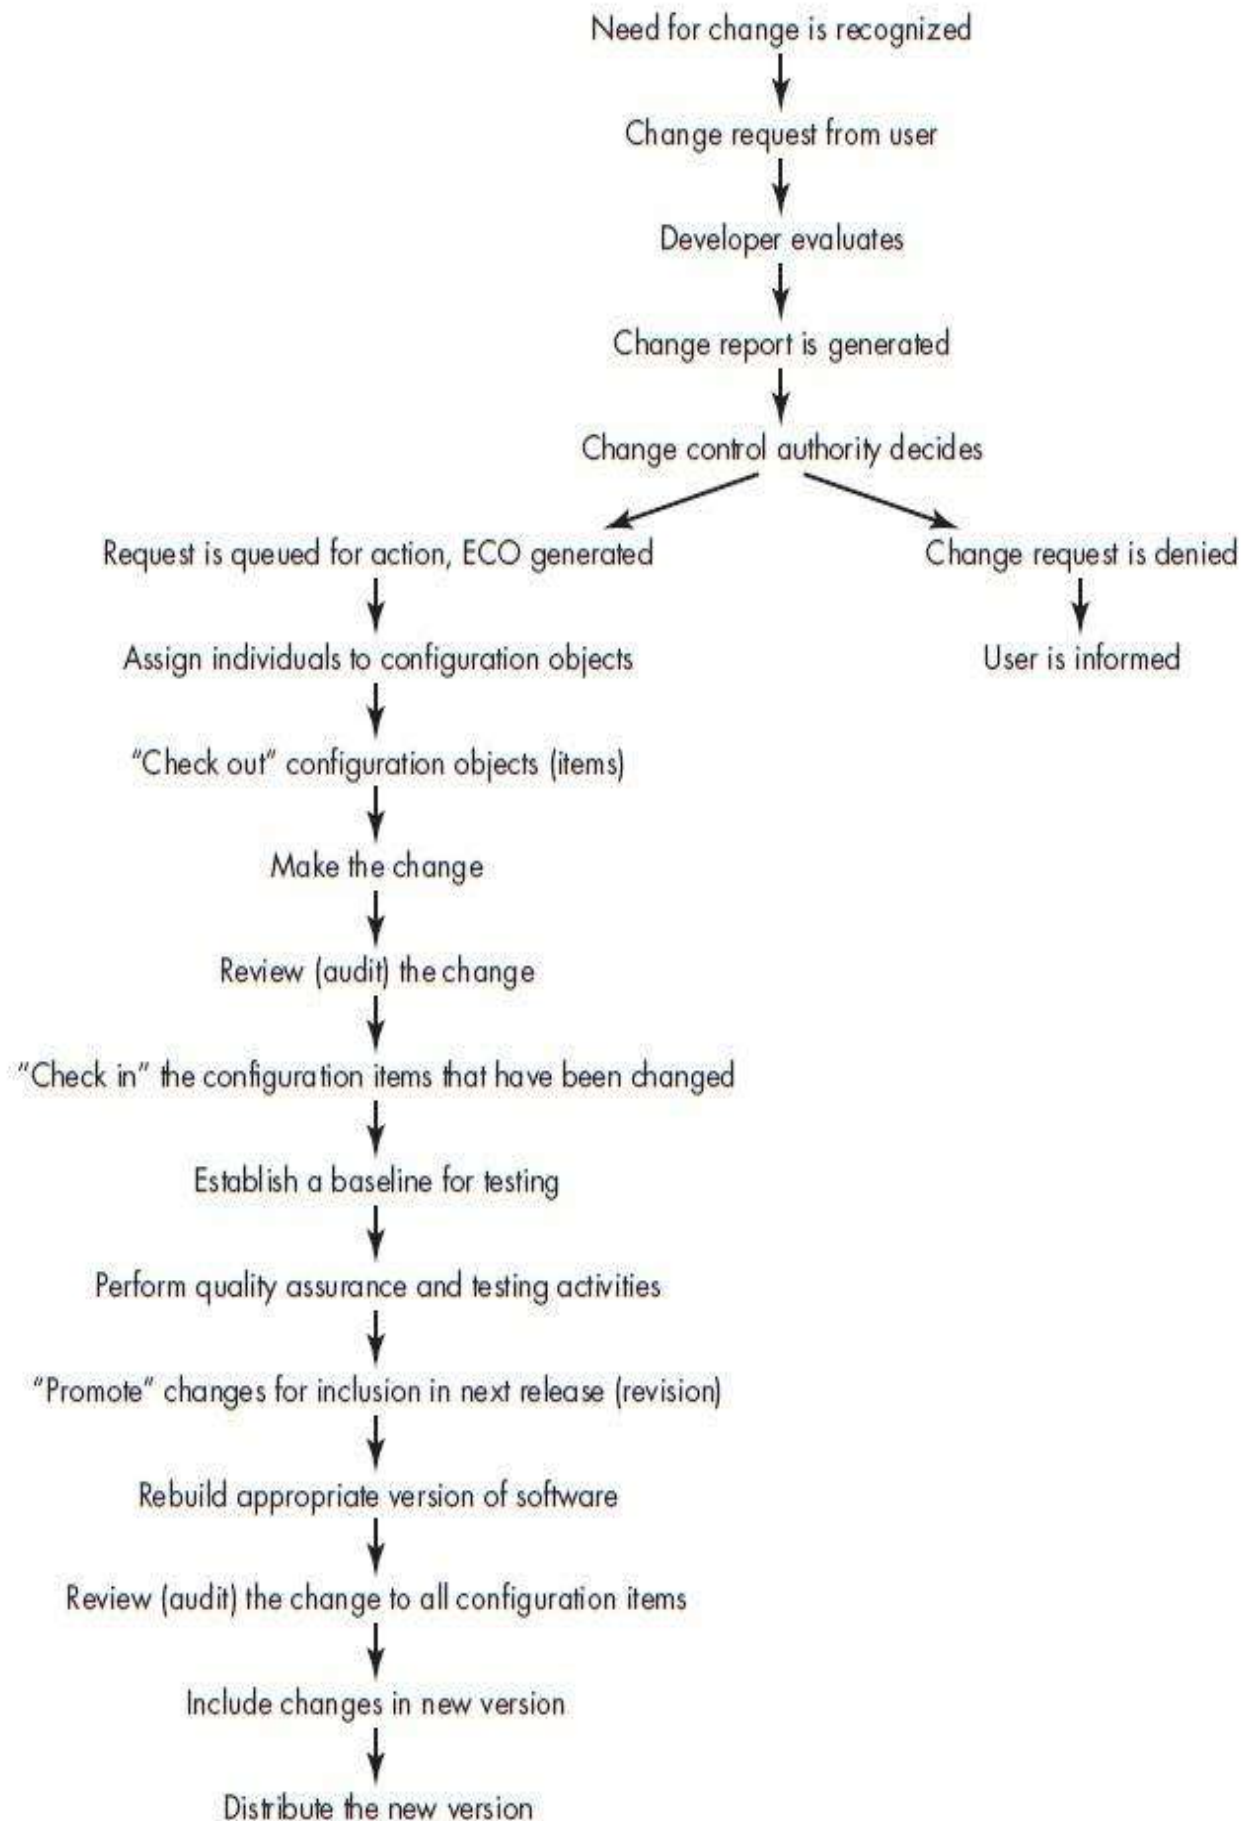 Need for change is recognized
Change request from user
Developer evaluates
Change report is generated
Change control authority decides
Request is queued for action, ECO generated
Change request is denied
Assign individuals to configuration objects
User is informed
“Check out” configuration objects (items)
Make the change
Review (audit) the change
“Check in” the configuration items that have been changed
Establish a baseline for testing
Perform quality assurance and testing activities
“Promote” changes for inclusion in next release (revision)
Rebuild appropriate version of software
Review (audit) the change to all configuration items
Include changes in new version
Distribute the new version